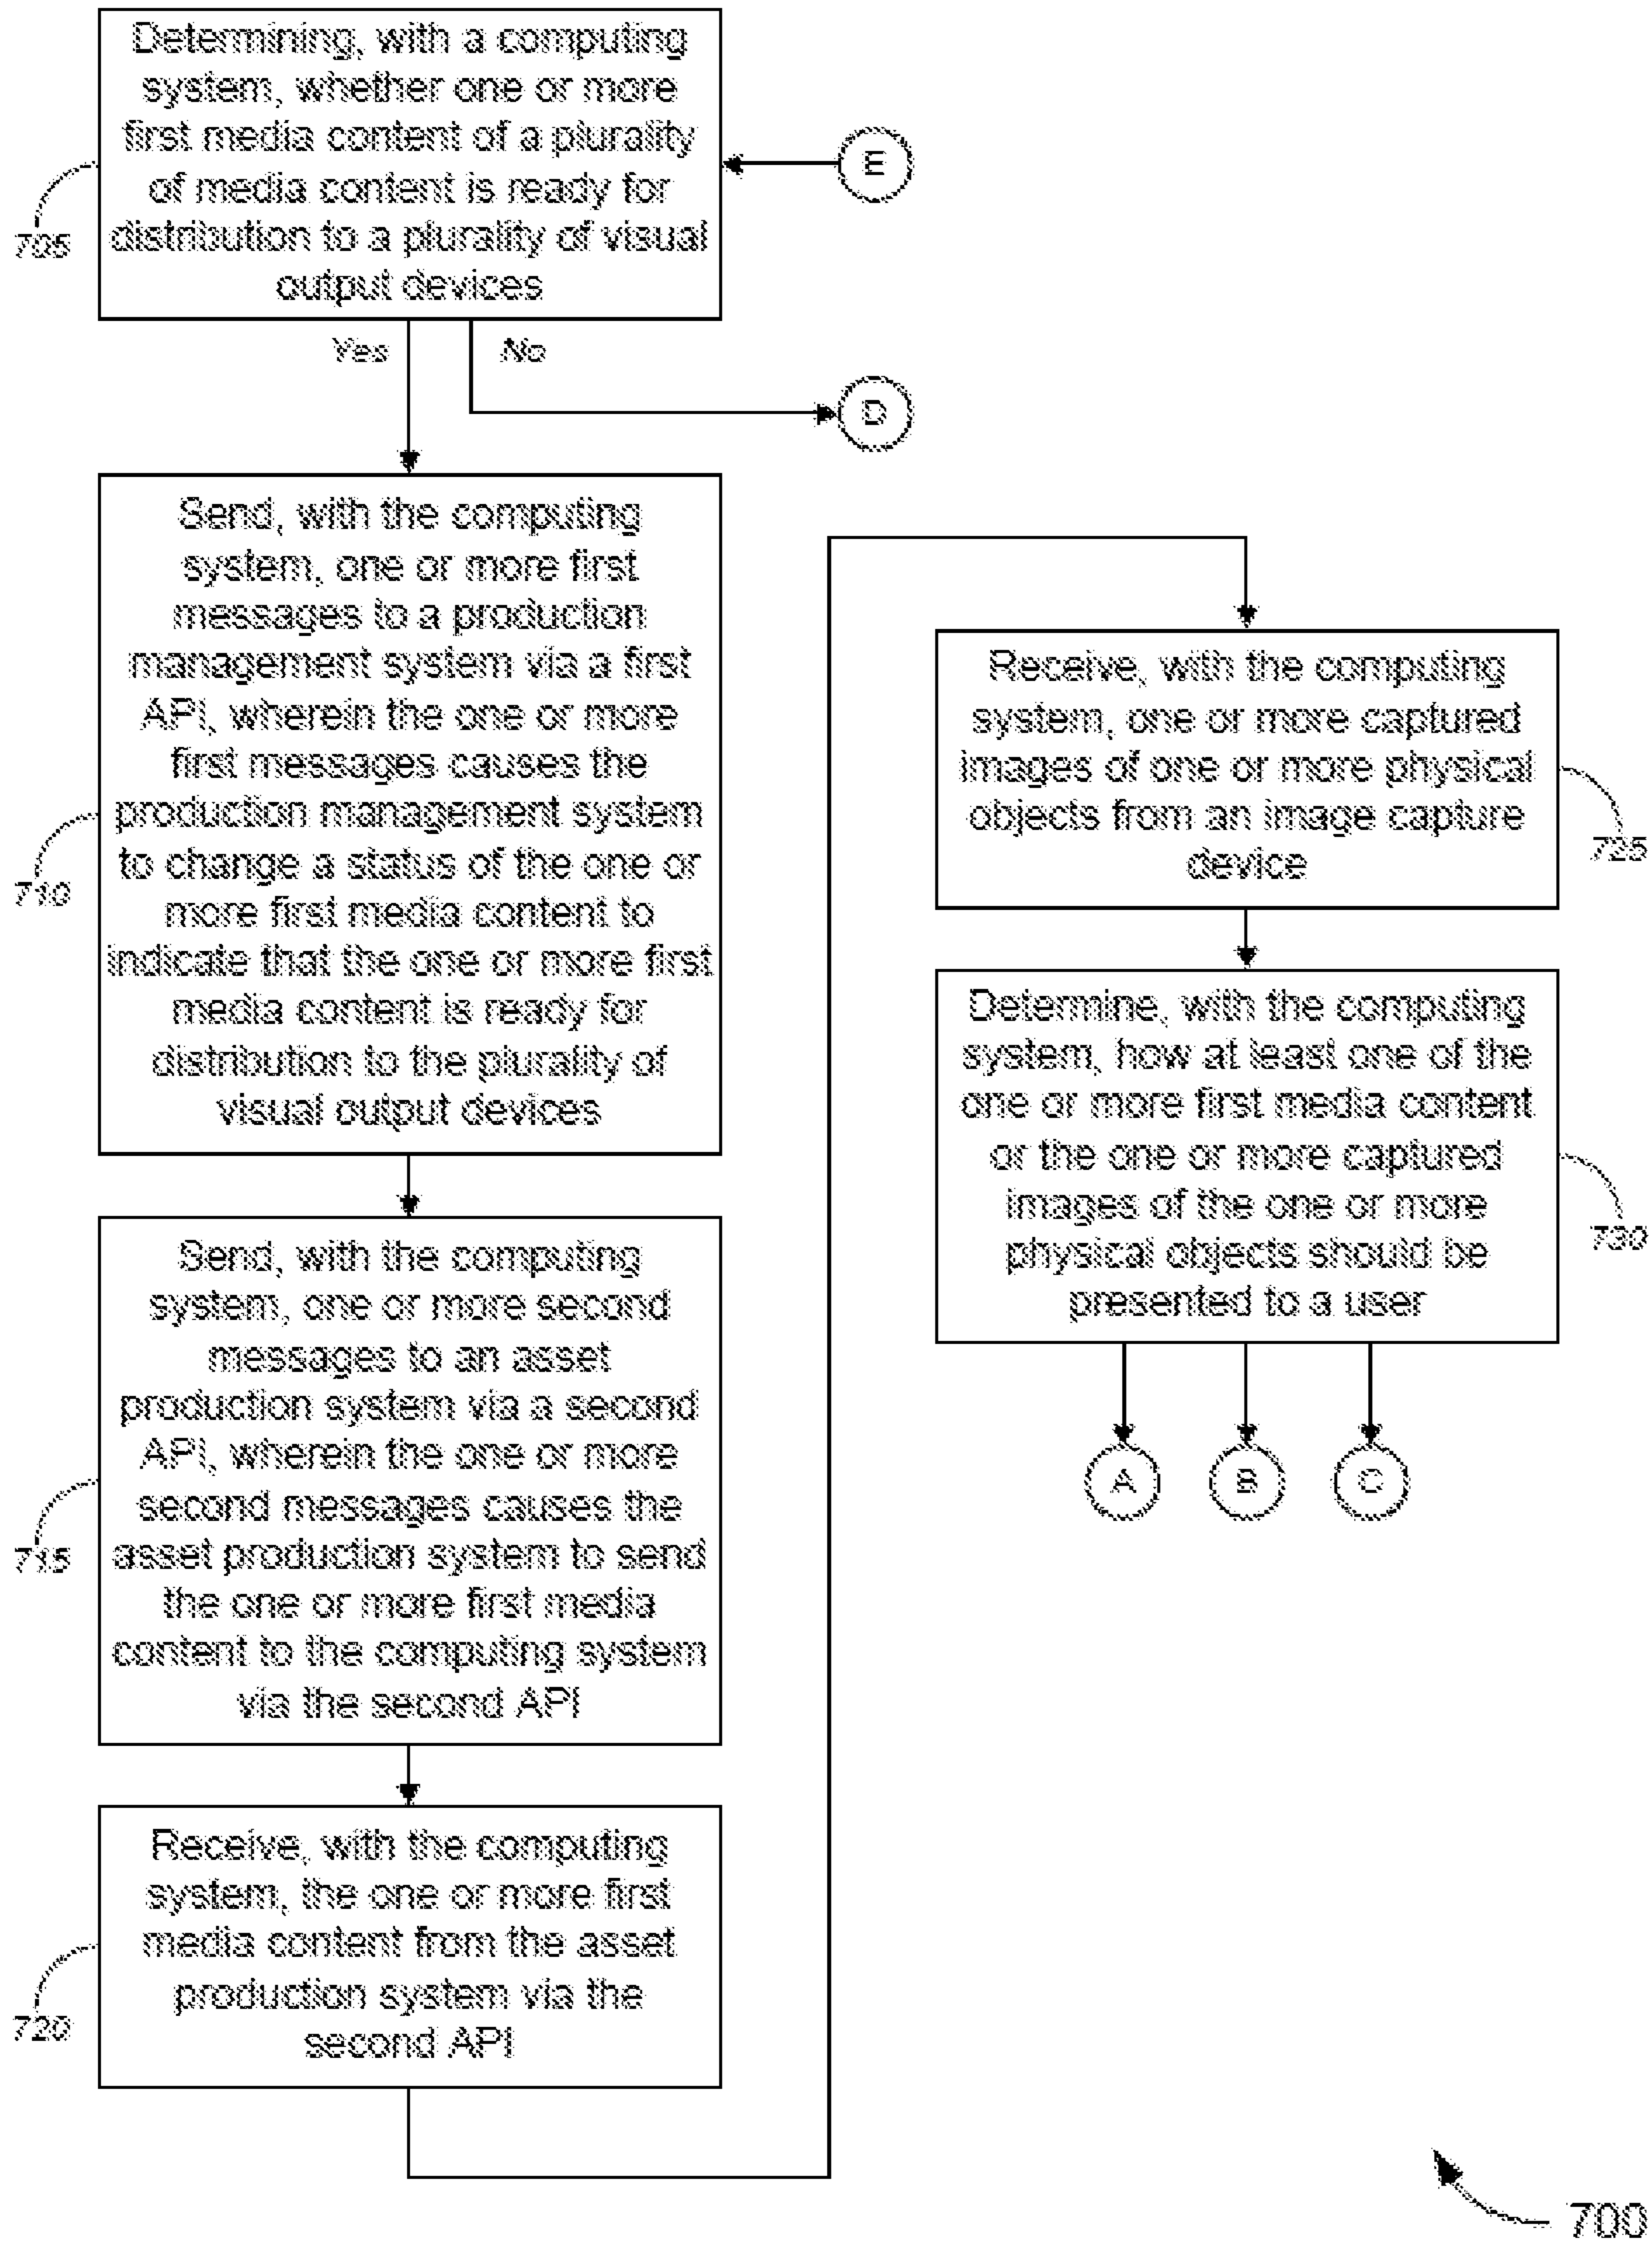 Determining, with a computing
system, whether one or more
first media content of a plurality
of media content is ready for
distribution to a plurality of visual
output devices
705
E
Yes
No
D
Send, with the computing
system, one or more first
messages to a production
management system via a first
API, wherein the one or more
first messages causes the
production management system
to change a status of the one or
more first media content to
indicate that the one or more first
media content is ready for
distribution to the plurality of
visual output devices
710
Send, with the computing
system, one or more second
messages to an asset
production system via a second
API, wherein the one or more
second messages causes the
asset production system to send
the one or more first media
content to the computing system
via the second API
715
Receive, with the computing
system, the one or more first
media content from the asset
production system via the
second API
720
Receive, with the computing
system, one or more captured
images of one or more physical
objects from an image capture
device
725
Determine, with the computing
system, how at least one of the
one or more first media content
or the one or more captured
images of the one or more
physical objects should be
presented to a user
730
A
B
C
700